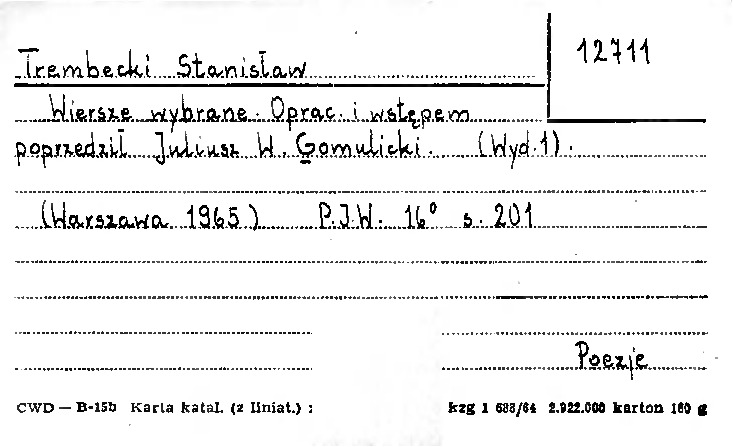 12711
Trembecki Stanisław
Wiersze wybrane. Oprac. i wstępem
poprzedził Juliusz W. Gomulicki. (Wyd.1).
(Warszawa 1965) P.I.W. 16° s. 201
Poezje
CWD — B-15b Karta katal. (z liniat.) : kzg 1 688/64 2.922.000 karton 160 g